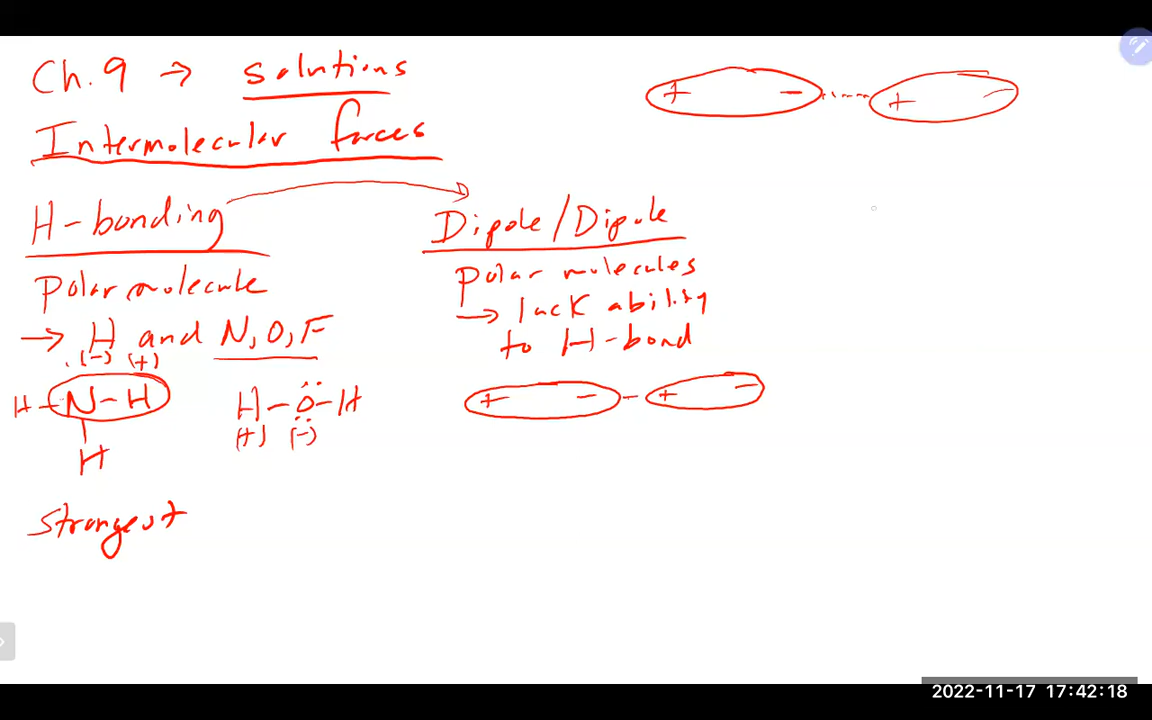 Ch. 9 → solutions
Intermolecular forces
H-bonding
Polar molecule
→ H and N, O, F
(-) (+)
H-N-H
H
H-O-H
(+) (-)
strongest
Dipole/Dipole
polar molecules
→ lack ability
to H-bond
+ - - + -
+ - + -
2022-11-17 17:42:18